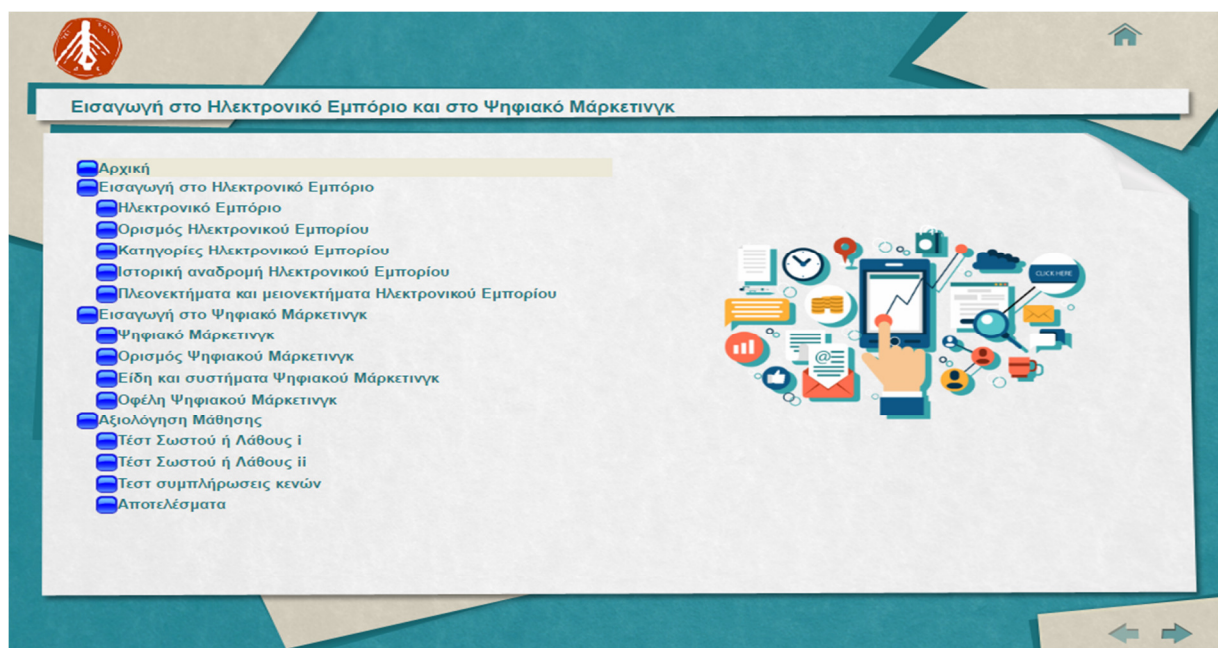 Εισαγωγή στο Ηλεκτρονικό Εμπόριο και στο Ψηφιακό Μάρκετινγκ
Αρχική
Εισαγωγή στο Ηλεκτρονικό Εμπόριο
Ηλεκτρονικό Εμπόριο
Ορισμός Ηλεκτρονικού Εμπορίου
Κατηγορίες Ηλεκτρονικού Εμπορίου
Ιστορική αναδρομή Ηλεκτρονικού Εμπορίου
Πλεονεκτήματα και μειονεκτήματα Ηλεκτρονικού Εμπορίου
Εισαγωγή στο Ψηφιακό Μάρκετινγκ
Ψηφιακό Μάρκετινγκ
Ορισμός Ψηφιακού Μάρκετινγκ
Είδη και συστήματα Ψηφιακού Μάρκετινγκ
Οφέλη Ψηφιακού Μάρκετινγκ
Αξιολόγηση Μάθησης
Τέστ Σωστού ή Λάθους i
Τέστ Σωστού ή Λάθους ii
Τεστ συμπλήρωσεις κενών
Αποτελέσματα
CLICK HERE
@